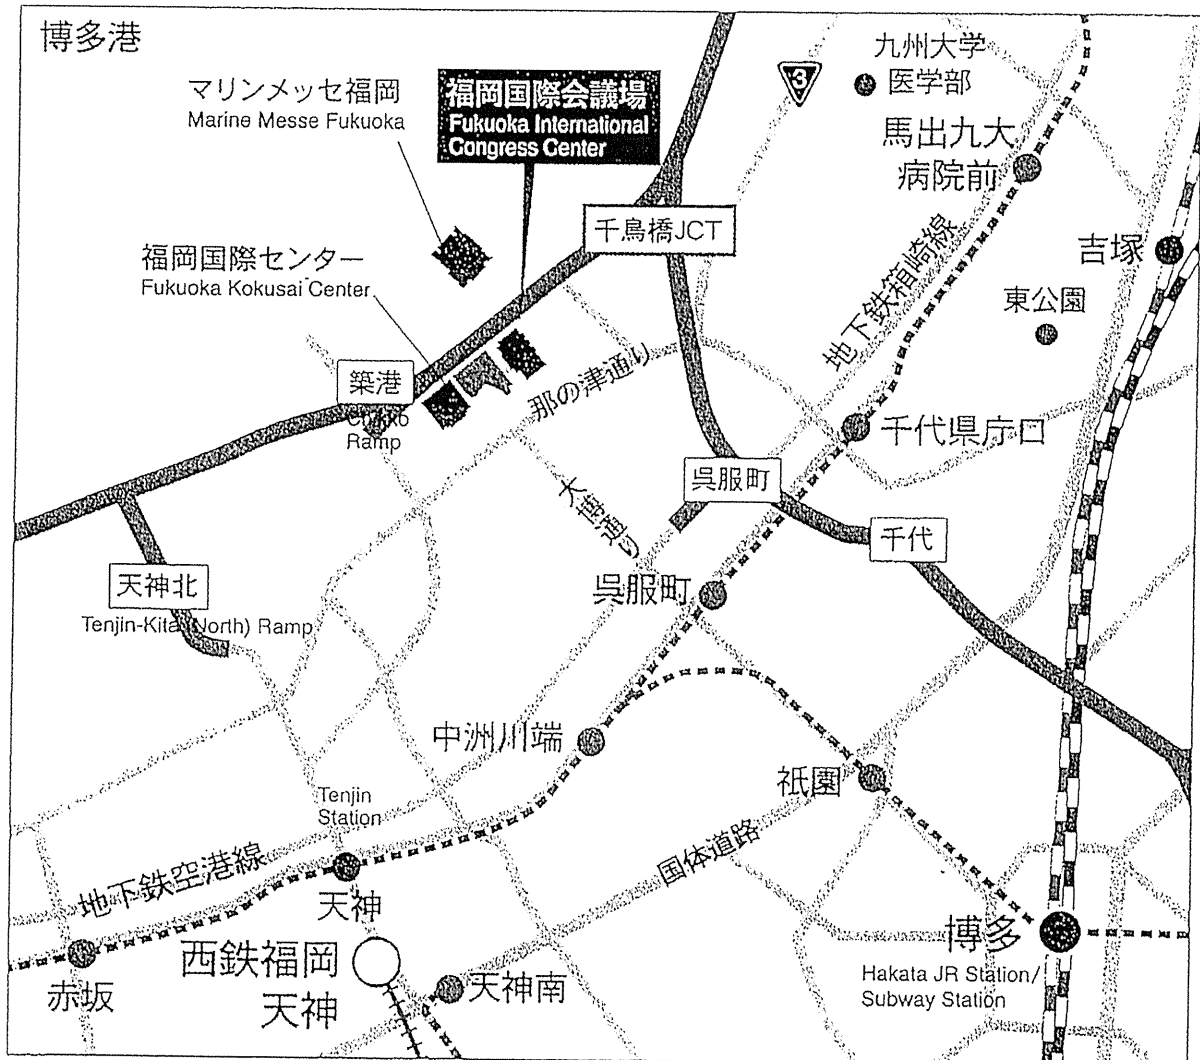 博多港
マリンメッセ福岡
Marine Messe Fukuoka
福岡国際会議場
Fukuoka International
Congress Center
九州大学
医学部
3
馬出九大
病院前
千鳥橋JCT
福岡国際センター
Fukuoka Kokusai Center
地下鉄箱崎線
吉塚
東公園
築港
Chikko
Ramp
那の津通り
千代県庁口
呉服町
大博通り
千代
天神北
Tenjin-Kita (North) Ramp
呉服町
中洲川端
祇園
Tenjin
Station
国体道路
地下鉄空港線
天神
西鉄福岡
天神
赤坂
天神南
博多
Hakata JR Station/
Subway Station